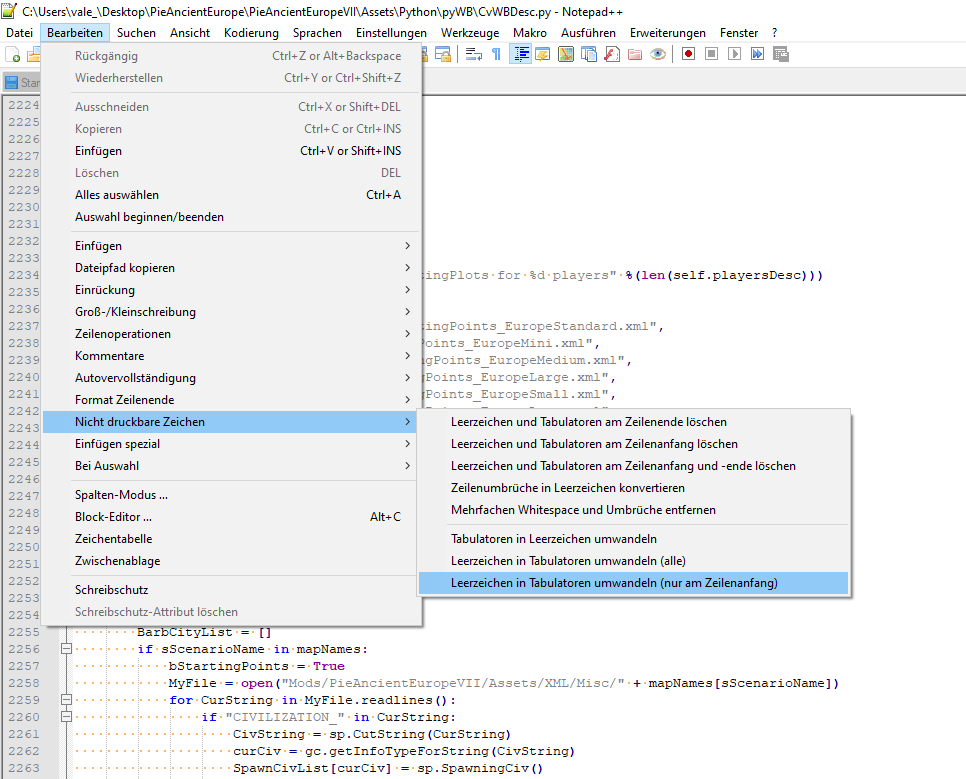 C:\Users\vale_\Desktop\PieAncientEurope\PieAncientEuropeVII\Assets\Python\pyWB\CvWBDesc.py - Notepad++
Datei Bearbeiten Suchen Ansicht Kodierung Sprachen Einstellungen Werkzeuge Makro Ausführen Erweiterungen Fenster ?
Star
Rückgängig Ctrl+Z or Alt+Backspace
Wiederherstellen Ctrl+Y or Ctrl+Shift+Z
Ausschneiden Ctrl+X or Shift+DEL
Kopieren Ctrl+C or Ctrl+INS
Einfügen Ctrl+V or Shift+INS
Löschen DEL
Alles auswählen Ctrl+A
Auswahl beginnen/beenden
Einfügen
Dateipfad kopieren
Einrückung
Groß-/Kleinschreibung
Zeilenoperationen
Kommentare
Autovervollständigung
Format Zeilenende
Nicht druckbare Zeichen
Einfügen spezial
Bei Auswahl
Spalten-Modus ...
Block-Editor ... Alt+C
Zeichentabelle
Zwischenablage
Schreibschutz
Schreibschutz-Attribut löschen
Leerzeichen und Tabulatoren am Zeilenende löschen
Leerzeichen und Tabulatoren am Zeilenanfang löschen
Leerzeichen und Tabulatoren am Zeilenanfang und -ende löschen
Zeilenumbrüche in Leerzeichen konvertieren
Mehrfachen Whitespace und Umbrüche entfernen
Tabulatoren in Leerzeichen umwandeln
Leerzeichen in Tabulatoren umwandeln (alle)
Leerzeichen in Tabulatoren umwandeln (nur am Zeilenanfang)
2224
2225
2226
2227
2228
2229
2230
2231
2232
2233
2234 ingPlots for %d players" %(len(self.playersDesc)))
2235
2236
2237 ingPoints_EuropeStandard.xml",
2238 Points_EuropeMini.xml",
2239 gPoints_EuropeMedium.xml",
2240 gPoints_EuropeLarge.xml",
2241 gPoints_EuropeSmall.xml",
2242
2243
2244
2245
2246
2247
2248
2249
2250
2251
2252
2253
2254
2255 BarbCityList = []
2256 if sScenarioName in mapNames:
2257 bStartingPoints = True
2258 MyFile = open("Mods/PieAncientEuropeVII/Assets/XML/Misc/" + mapNames[sScenarioName])
2259 for CurString in MyFile.readlines():
2260 if "CIVILIZATION_" in CurString:
2261 CivString = sp.CutString(CurString)
2262 curCiv = gc.getInfoTypeForString(CivString)
2263 SpawnCivList[curCiv] = sp.SpawningCiv()